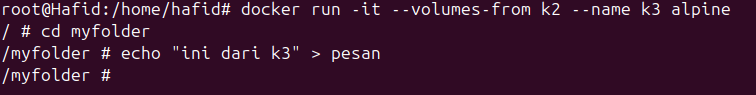 root@Hafid:/home/hafid# docker run -it --volumes-from k2 --name k3 alpine
/ # cd myfolder
/myfolder # echo "ini dari k3" > pesan
/myfolder #